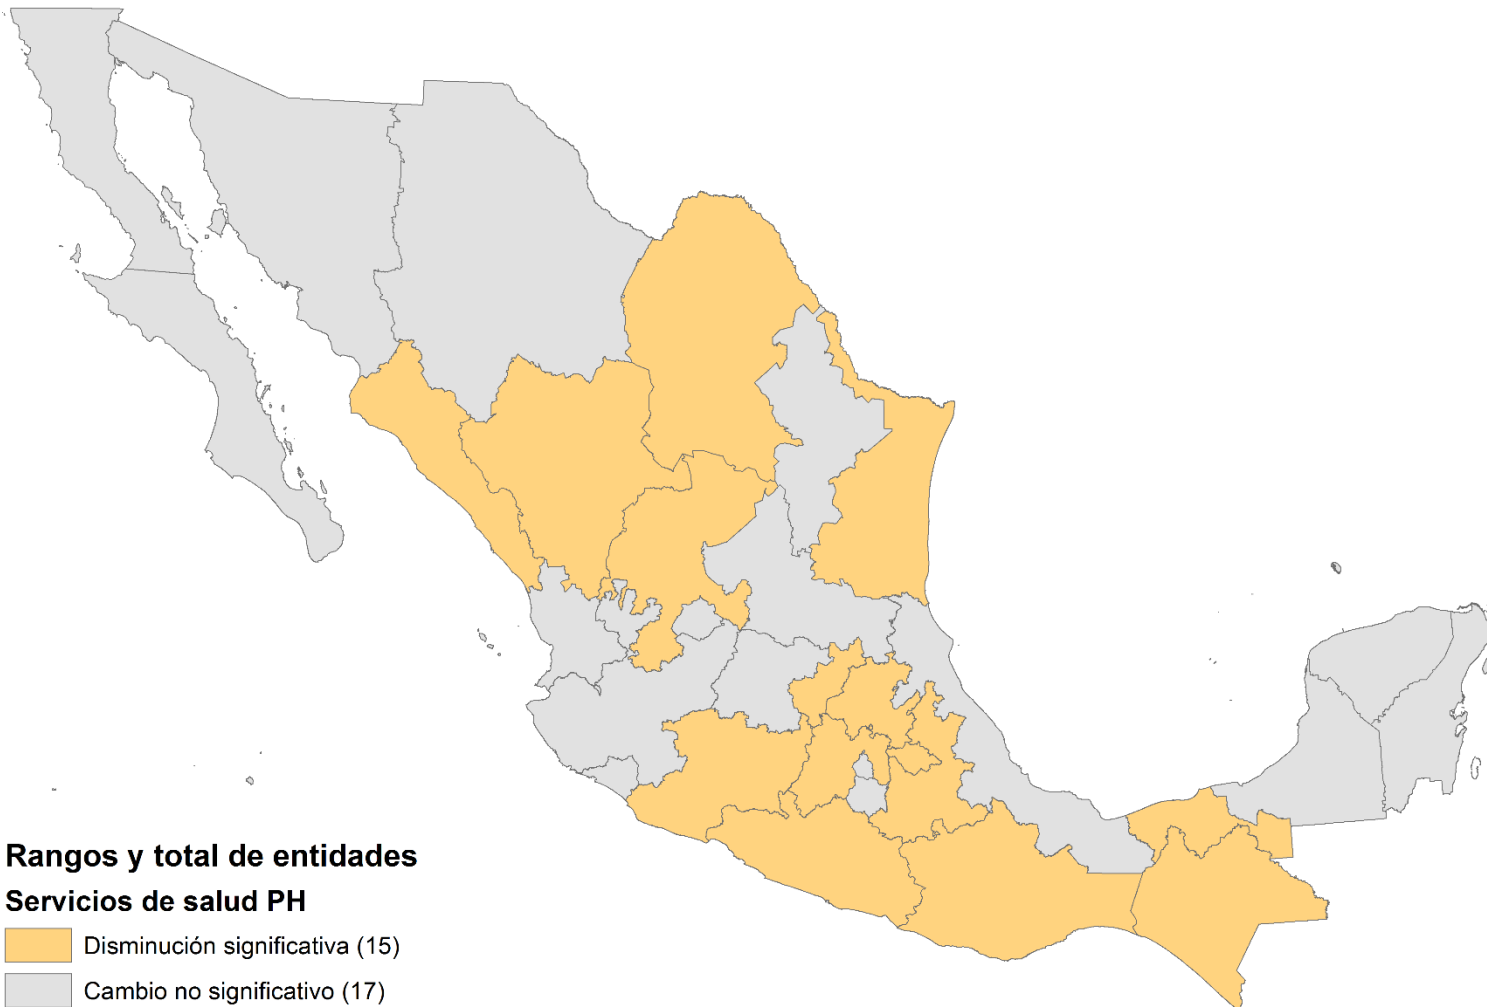 Rangos y total de entidades
Servicios de salud PH
Disminución significativa (15)
Cambio no significativo (17)